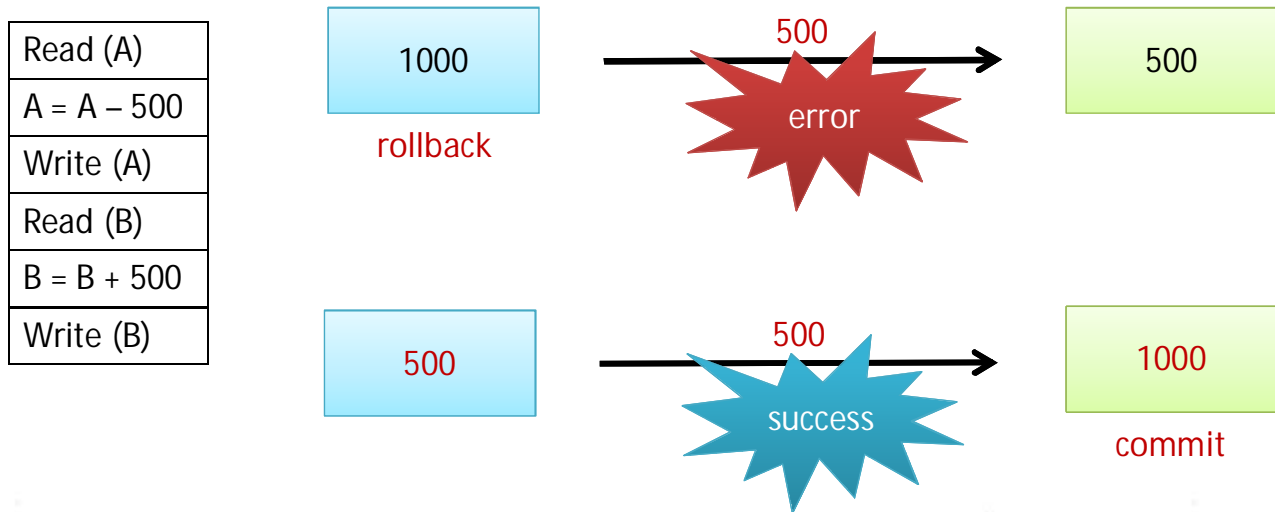 Read (A)
A = A – 500
Write (A)
Read (B)
B = B + 500
Write (B)
1000
rollback
500
error
500
500
500
success
1000
commit